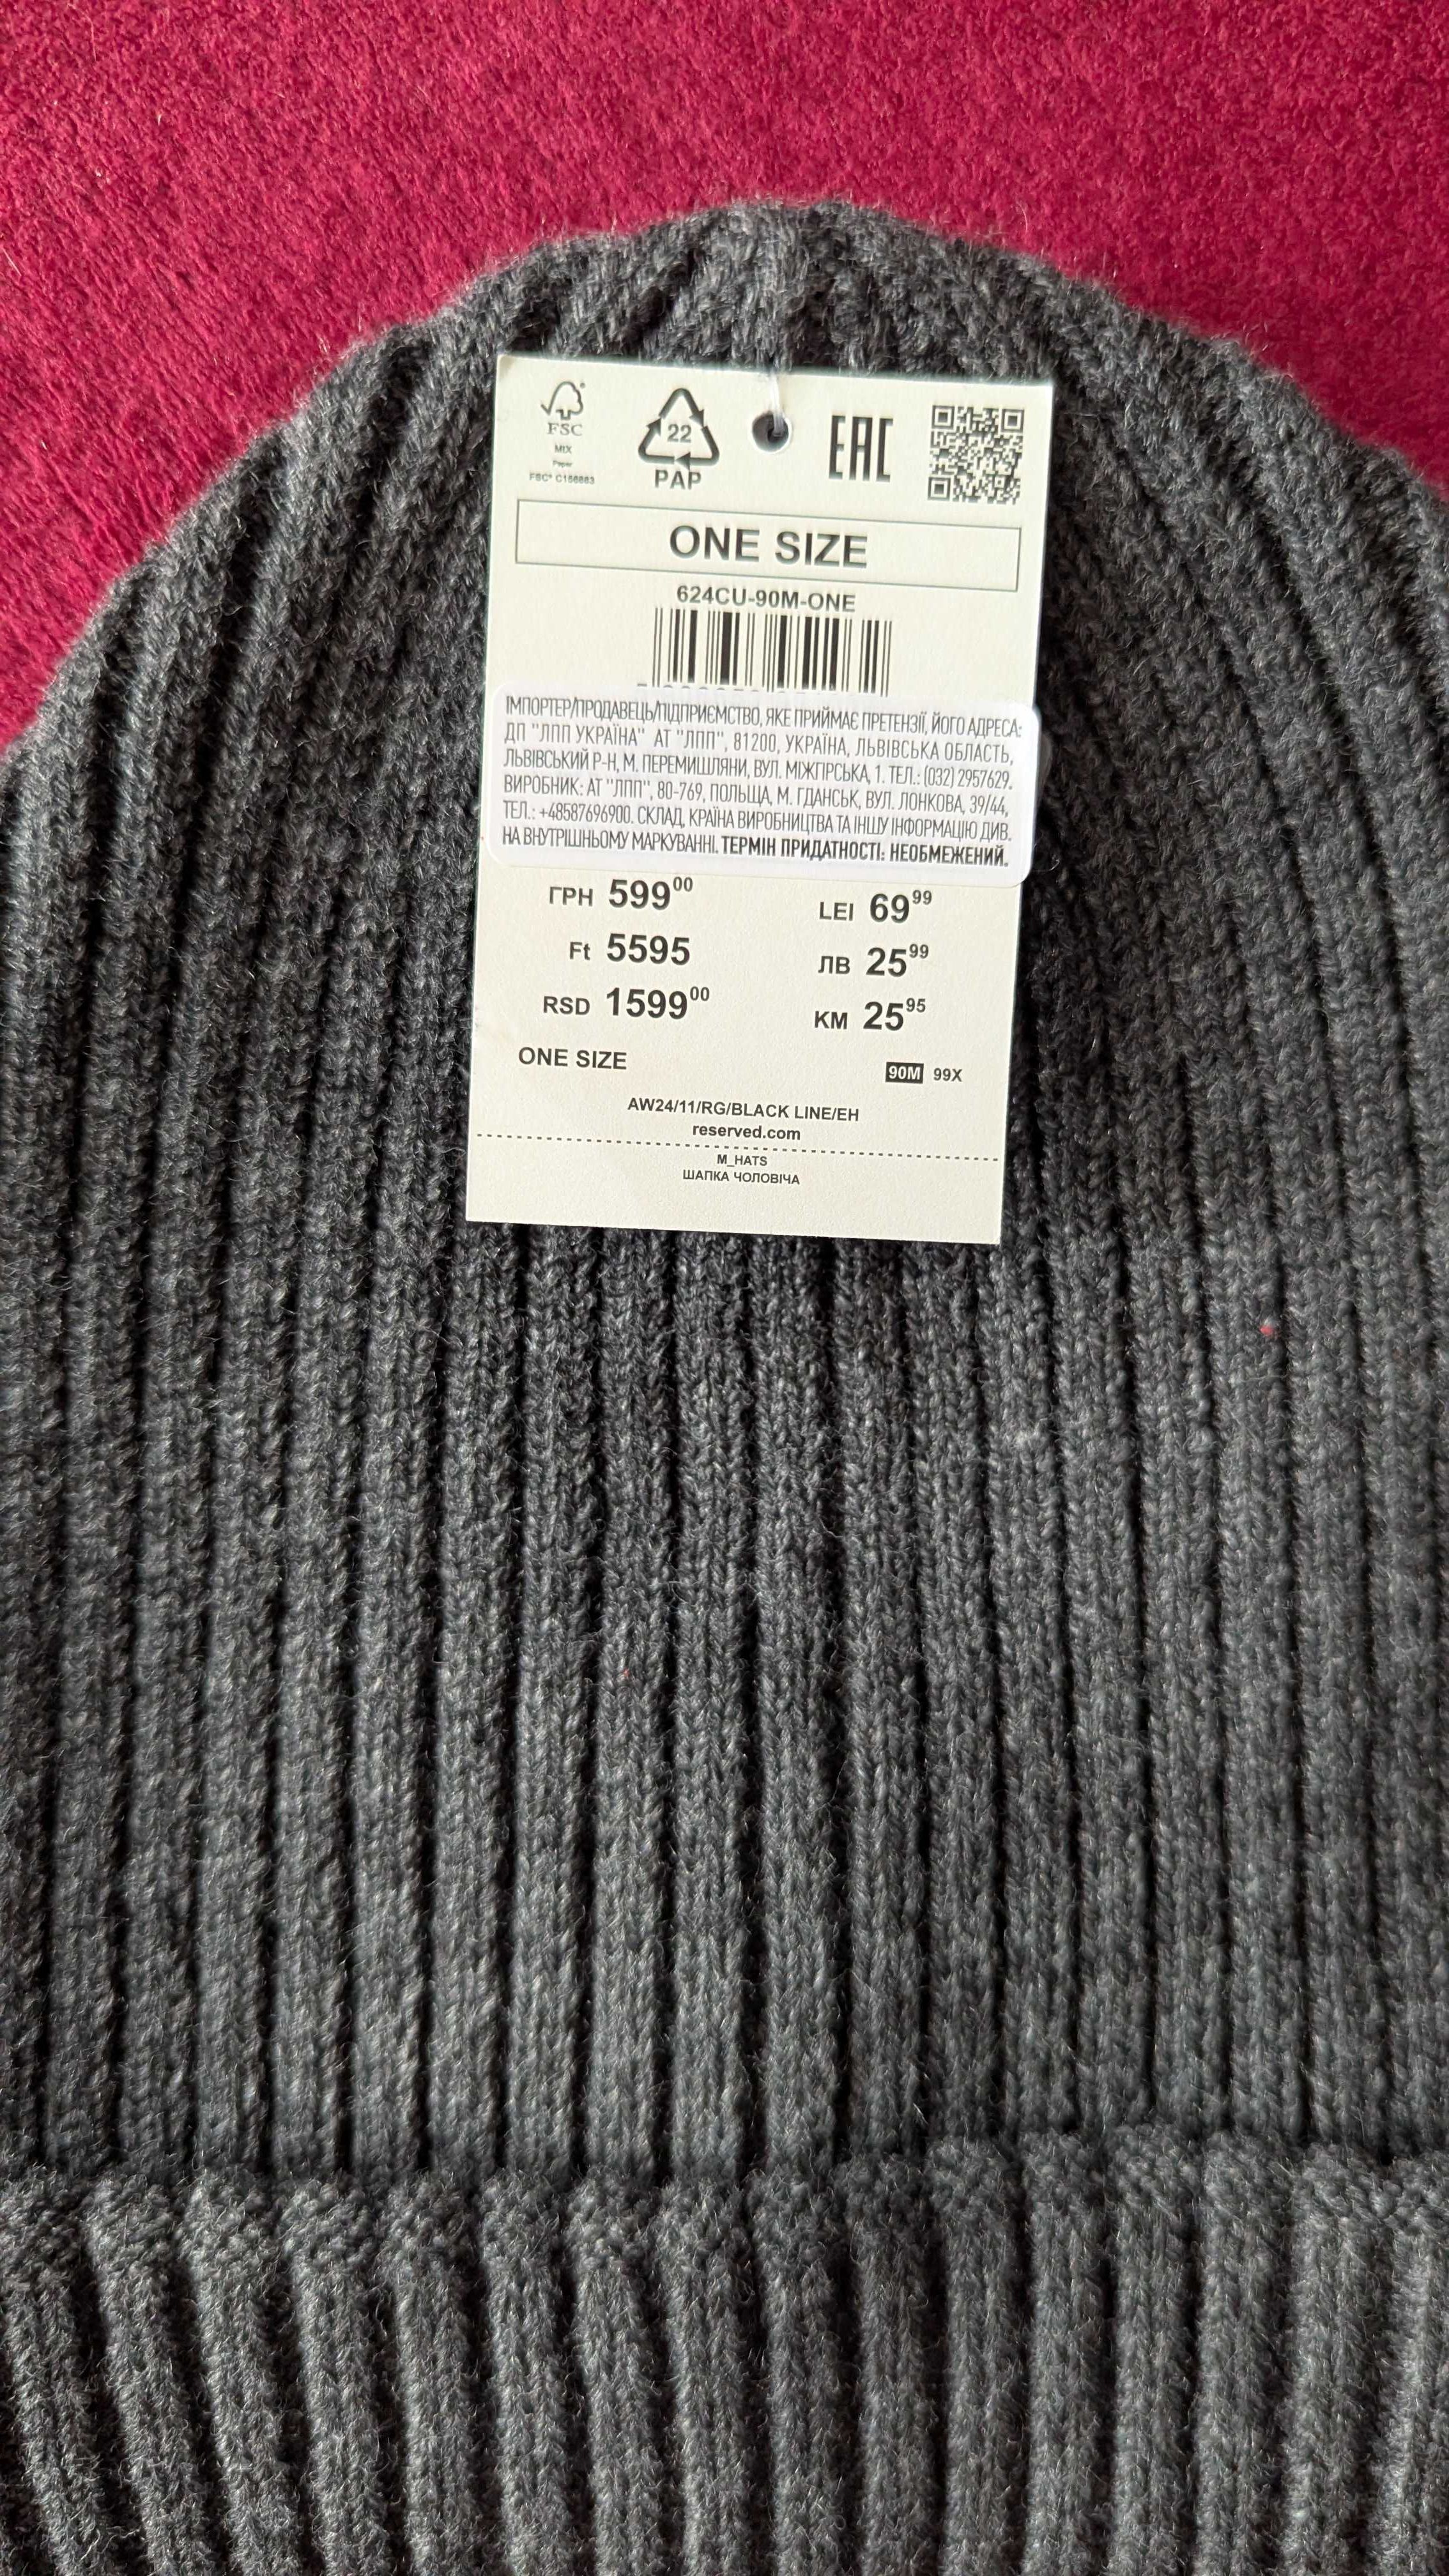 FSC®
MIX
Paper
FSC® C156663
22
PAP
EAC
ONE SIZE
624CU-90M-ONE
ІМПОРТЕР/ПРОДАВЕЦЬ/ПІДПРИЄМСТВО, ЯКЕ ПРИЙМАЄ ПРЕТЕНЗІЇ, ЙОГО АДРЕСА:
ДП "ЛПП УКРАЇНА" АТ "ЛПП", 81200, УКРАЇНА, ЛЬВІВСЬКА ОБЛАСТЬ,
ЛЬВІВСЬКИЙ Р-Н, М. ПЕРЕМИШЛЯНИ, ВУЛ. МІЖГІРСЬКА, 1. ТЕЛ.: (032) 2957629.
ВИРОБНИК: АТ "ЛПП", 80-769, ПОЛЬЩА, М. ГДАНСЬК, ВУЛ. ЛОНКОВА, 39/44,
ТЕЛ.: +48587696900. СКЛАД, КРАЇНА ВИРОБНИЦТВА ТА ІНШУ ІНФОРМАЦІЮ ДИВ.
НА ВНУТРІШНЬОМУ МАРКУВАННІ. ТЕРМІН ПРИДАТНОСТІ: НЕОБМЕЖЕНИЙ.
ГРН 599⁰⁰ LEI 69⁹⁹
Ft 5595 ЛВ 25⁹⁹
RSD 1599⁰⁰ KM 25⁹⁵
ONE SIZE 90M 99X
AW24/11/RG/BLACK LINE/EH
reserved.com
M_HATS
ШАПКА ЧОЛОВІЧА